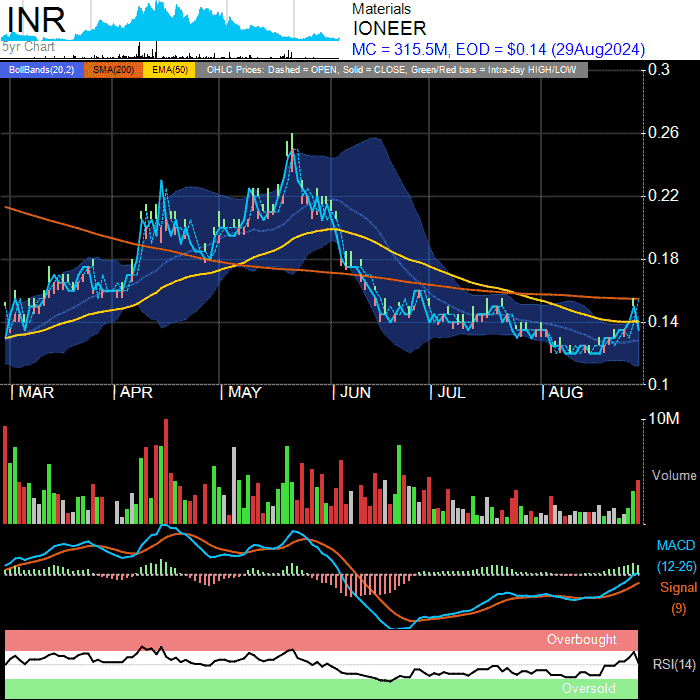 INR
5yr Chart
Materials
IONEER
MC = 315.5M, EOD = $0.14 (29Aug2024)
BollBands(20,2) SMA(200) EMA(50) OHLC Prices: Dashed = OPEN, Solid = CLOSE, Green/Red bars = Intra-day HIGH/LOW
0.3
0.26
0.22
0.18
0.14
0.1
MAR APR MAY JUN JUL AUG
10M
Volume
MACD
(12-26)
Signal
(9)
Overbought
RSI(14)
Oversold